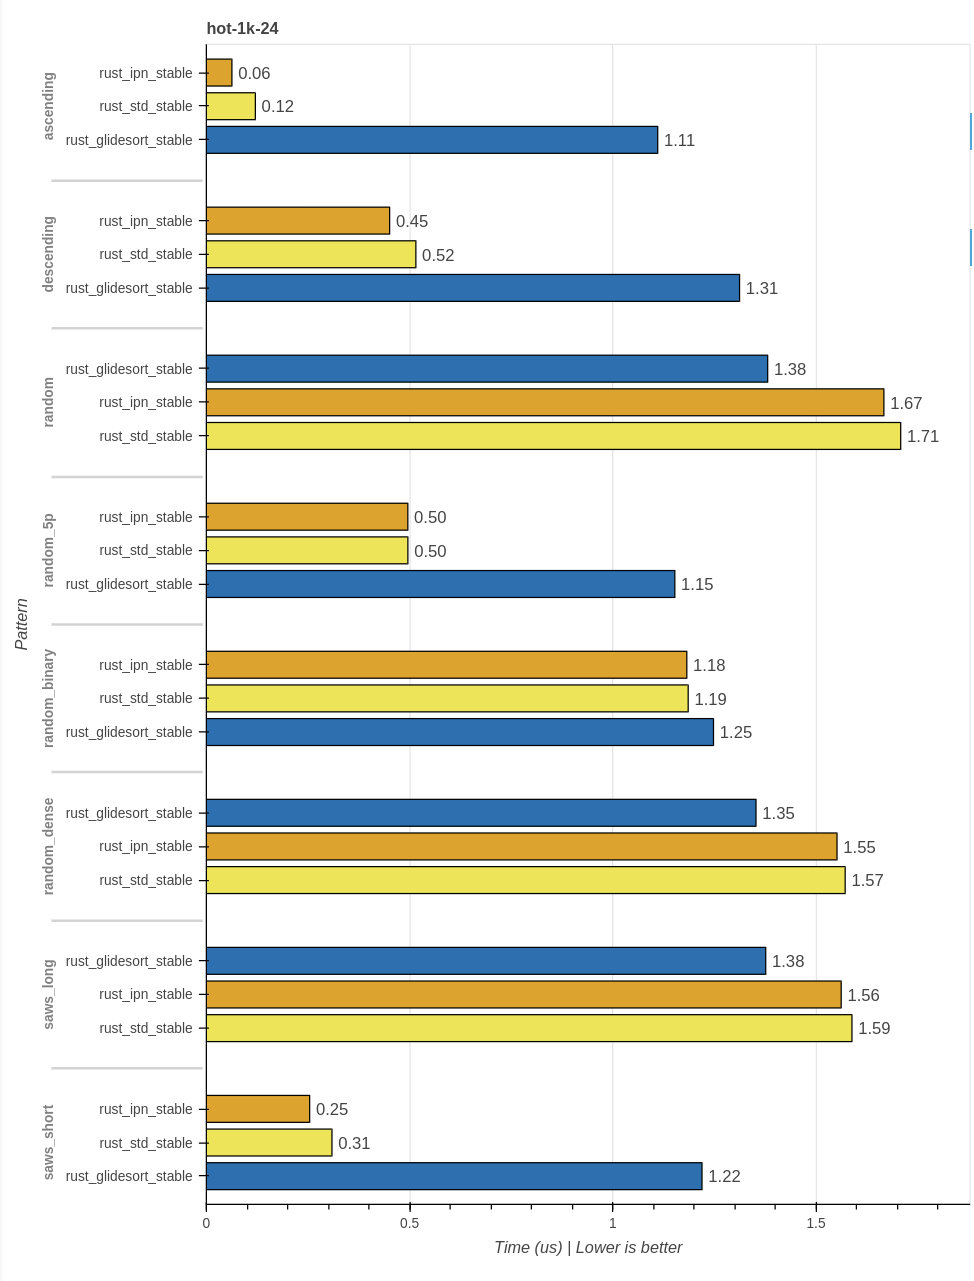 hot-1k-24
ascending
rust_ipn_stable 0.06
rust_std_stable 0.12
rust_glidesort_stable 1.11
descending
rust_ipn_stable 0.45
rust_std_stable 0.52
rust_glidesort_stable 1.31
random
rust_glidesort_stable 1.38
rust_ipn_stable 1.67
rust_std_stable 1.71
random_5p
rust_ipn_stable 0.50
rust_std_stable 0.50
rust_glidesort_stable 1.15
Pattern
random_binary
rust_ipn_stable 1.18
rust_std_stable 1.19
rust_glidesort_stable 1.25
random_dense
rust_glidesort_stable 1.35
rust_ipn_stable 1.55
rust_std_stable 1.57
saws_long
rust_glidesort_stable 1.38
rust_ipn_stable 1.56
rust_std_stable 1.59
saws_short
rust_ipn_stable 0.25
rust_std_stable 0.31
rust_glidesort_stable 1.22
0 0.5 1 1.5
Time (us) | Lower is better